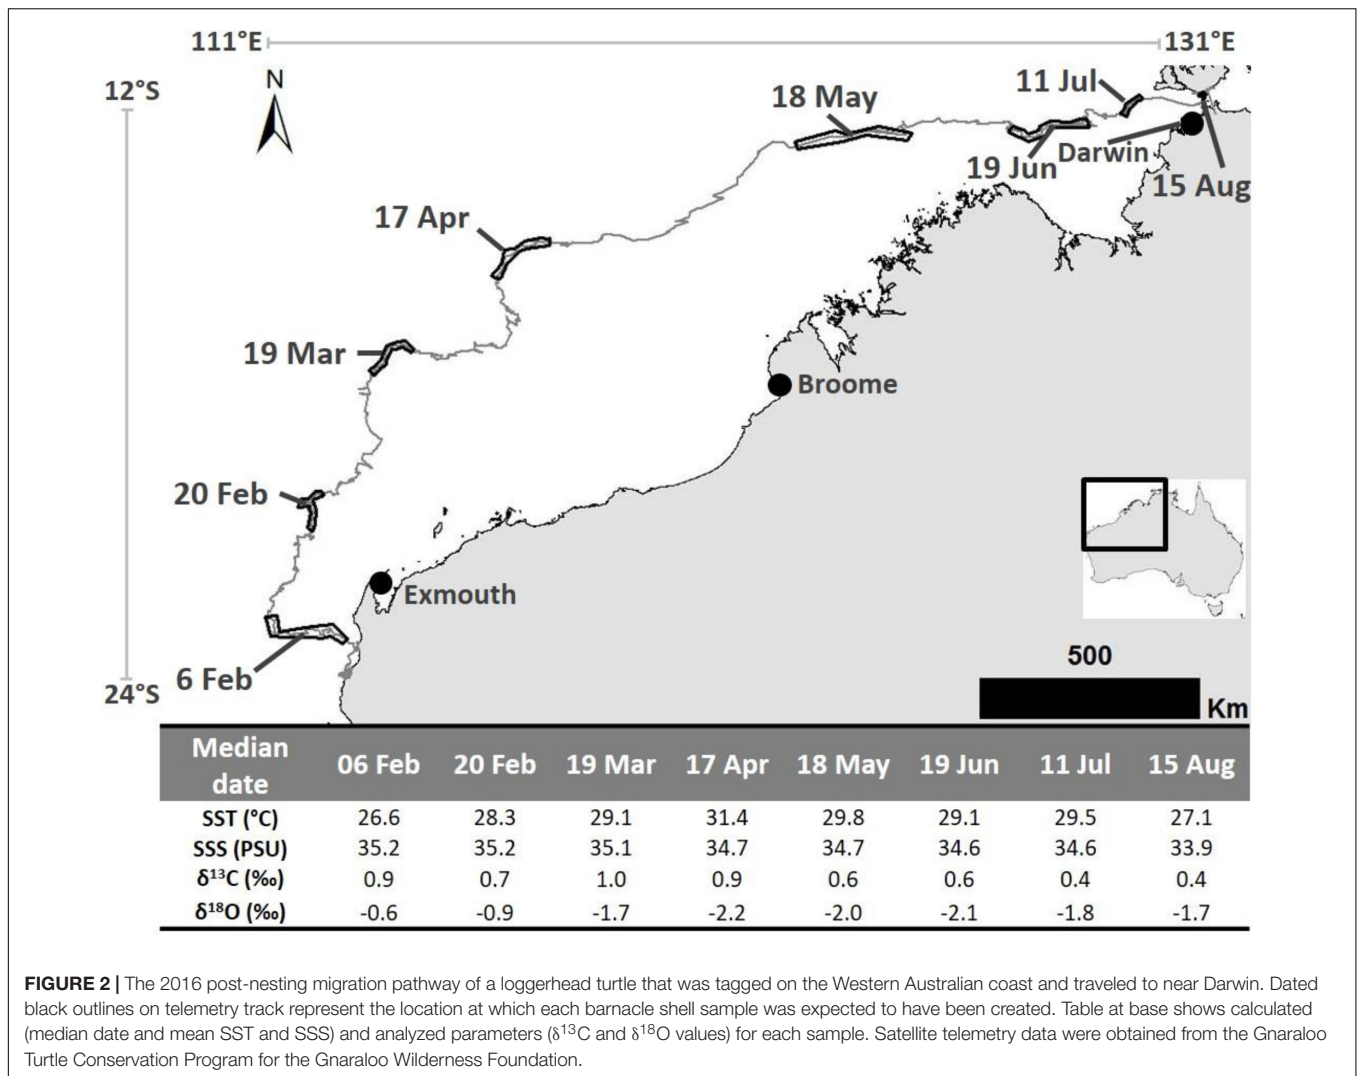 111°E
131°E
N
12°S
11 Jul
18 May
19 Jun
Darwin
15 Aug
17 Apr
19 Mar
Broome
20 Feb
Exmouth
6 Feb
24°S
500
Km
Median date 06 Feb 20 Feb 19 Mar 17 Apr 18 May 19 Jun 11 Jul 15 Aug
SST (°C) 26.6 28.3 29.1 31.4 29.8 29.1 29.5 27.1
SSS (PSU) 35.2 35.2 35.1 34.7 34.7 34.6 34.6 33.9
δ¹³C (‰) 0.9 0.7 1.0 0.9 0.6 0.6 0.4 0.4
δ¹⁸O (‰) -0.6 -0.9 -1.7 -2.2 -2.0 -2.1 -1.8 -1.7
FIGURE 2 | The 2016 post-nesting migration pathway of a loggerhead turtle that was tagged on the Western Australian coast and traveled to near Darwin. Dated
black outlines on telemetry track represent the location at which each barnacle shell sample was expected to have been created. Table at base shows calculated
(median date and mean SST and SSS) and analyzed parameters (δ¹³C and δ¹⁸O values) for each sample. Satellite telemetry data were obtained from the Gnaraloo
Turtle Conservation Program for the Gnaraloo Wilderness Foundation.